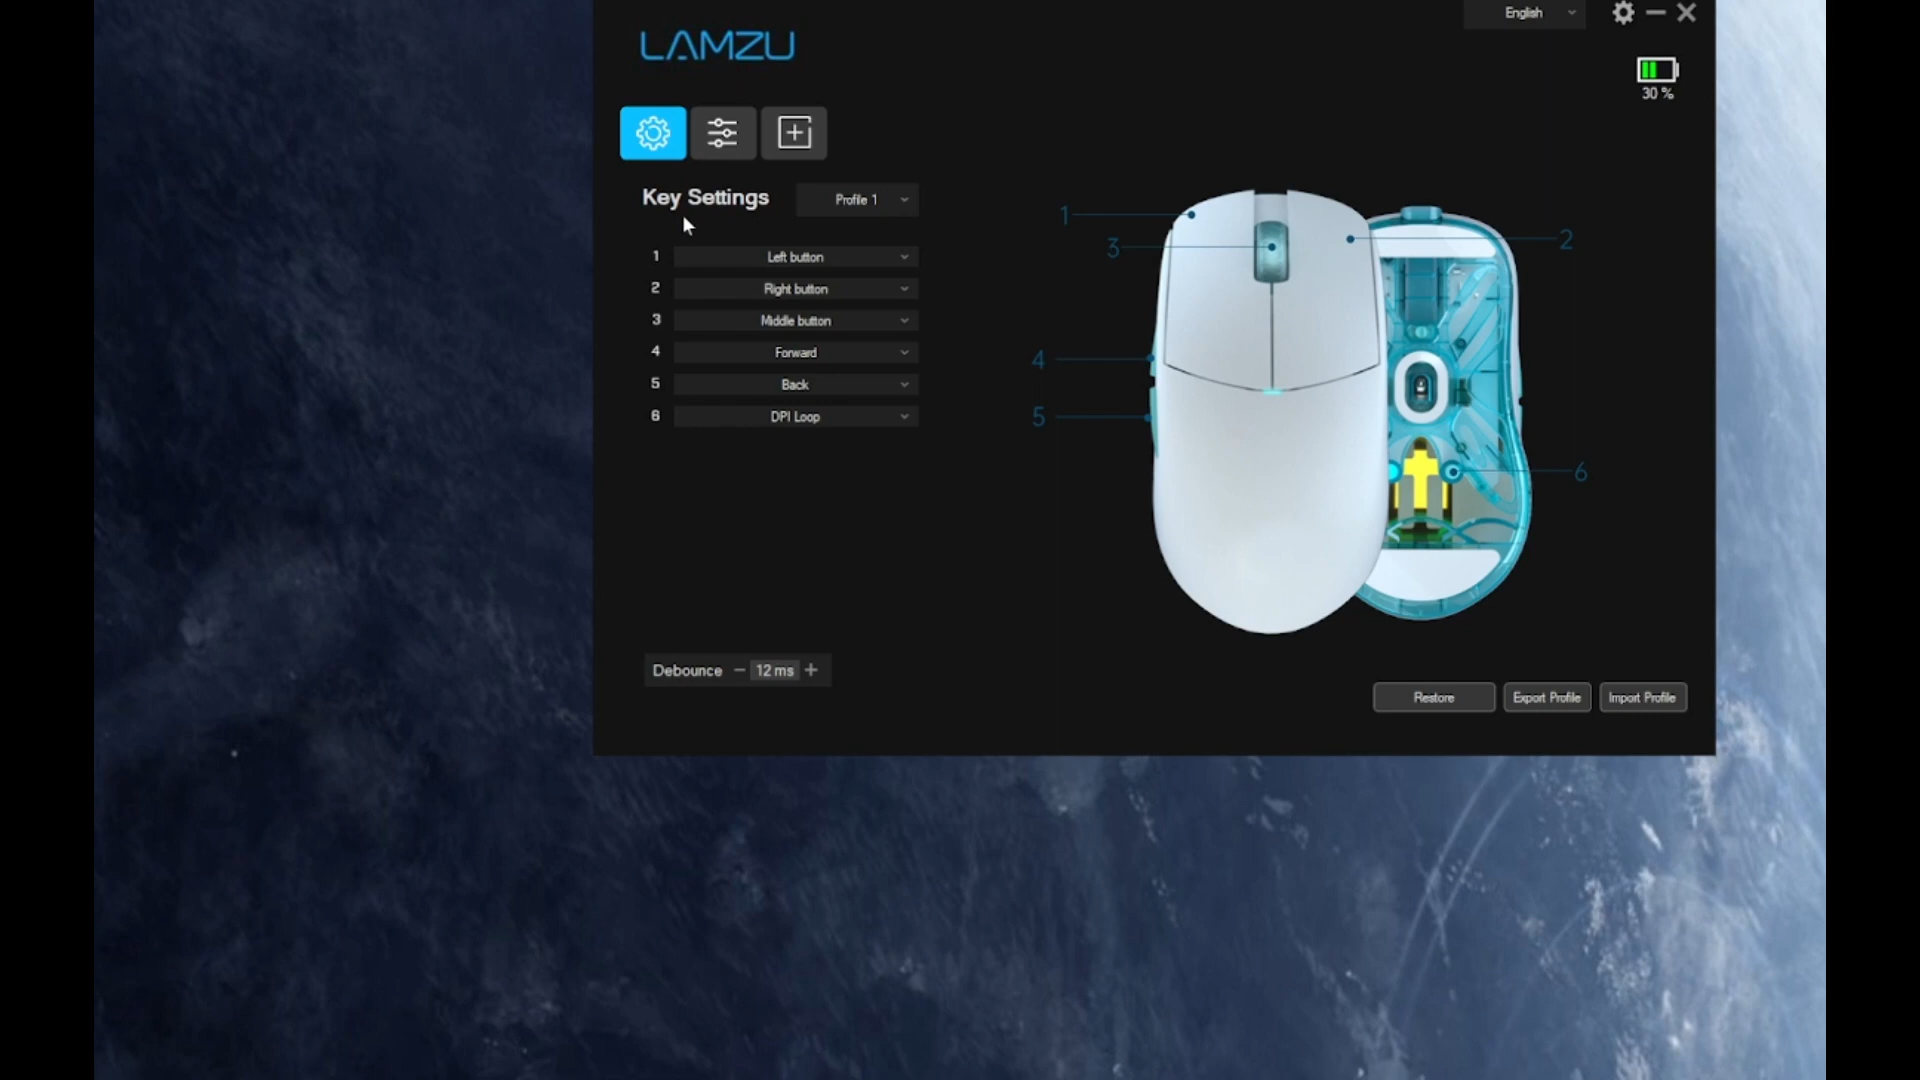 English
LAMZU
30 %
Key Settings
Profile 1
1 Left button
2 Right button
3 Middle button
4 Forward
5 Back
6 DPI Loop
1
2
3
4
5
6
Debounce − 12 ms +
Restore
Export Profile
Import Profile